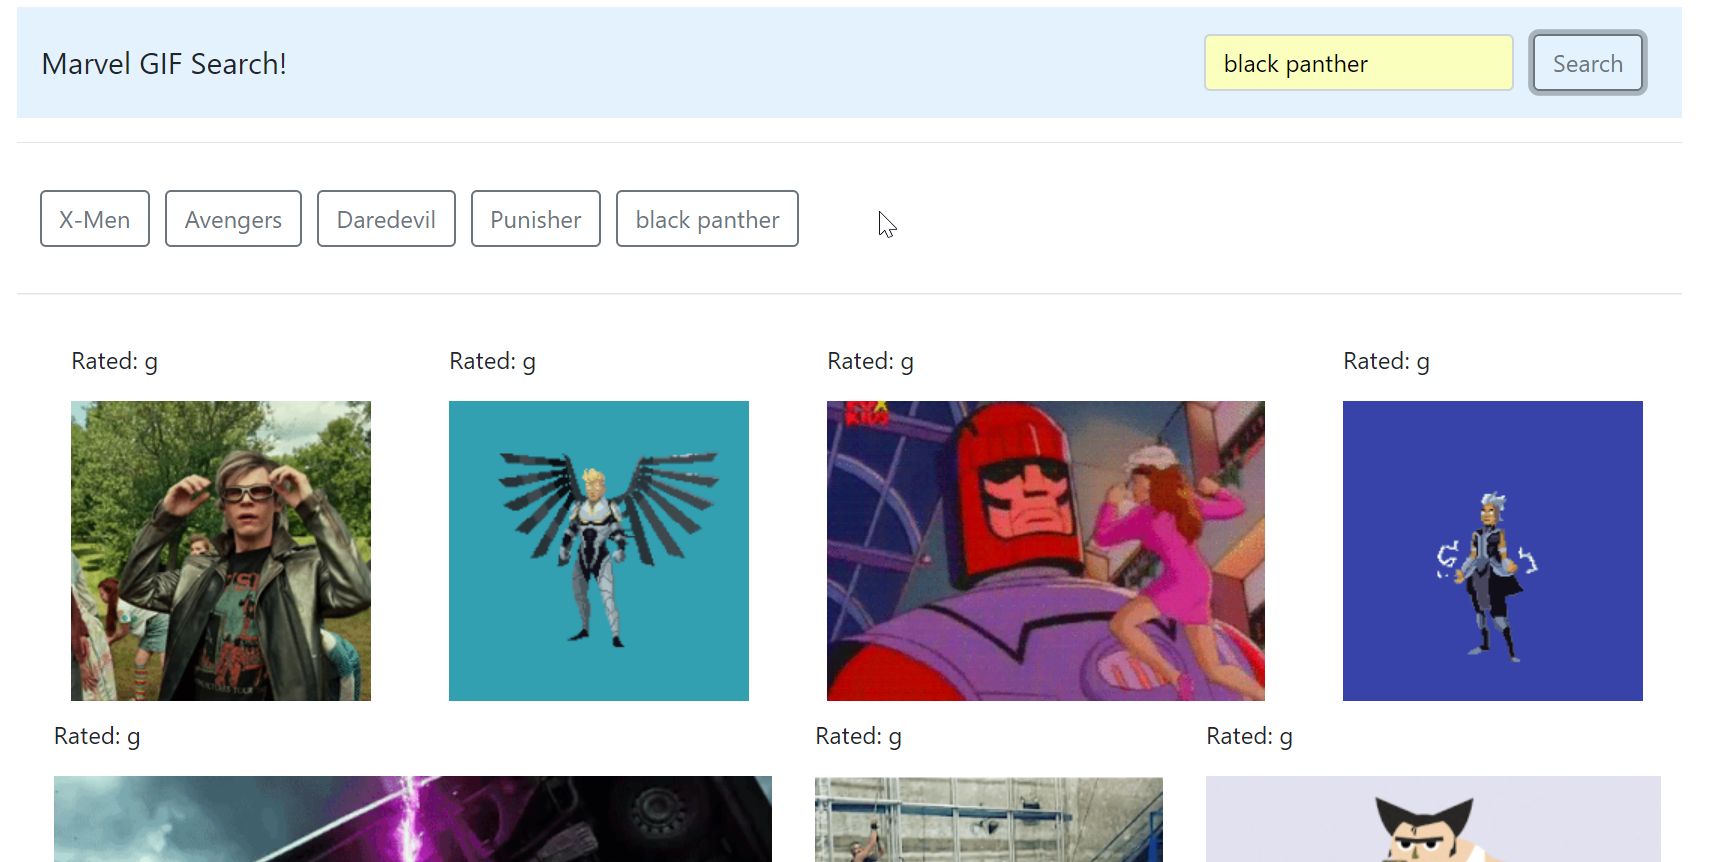 Marvel GIF Search!
black panther
Search
X-Men
Avengers
Daredevil
Punisher
black panther
Rated: g
Rated: g
Rated: g
Rated: g
KIDS
Rated: g
Rated: g
Rated: g